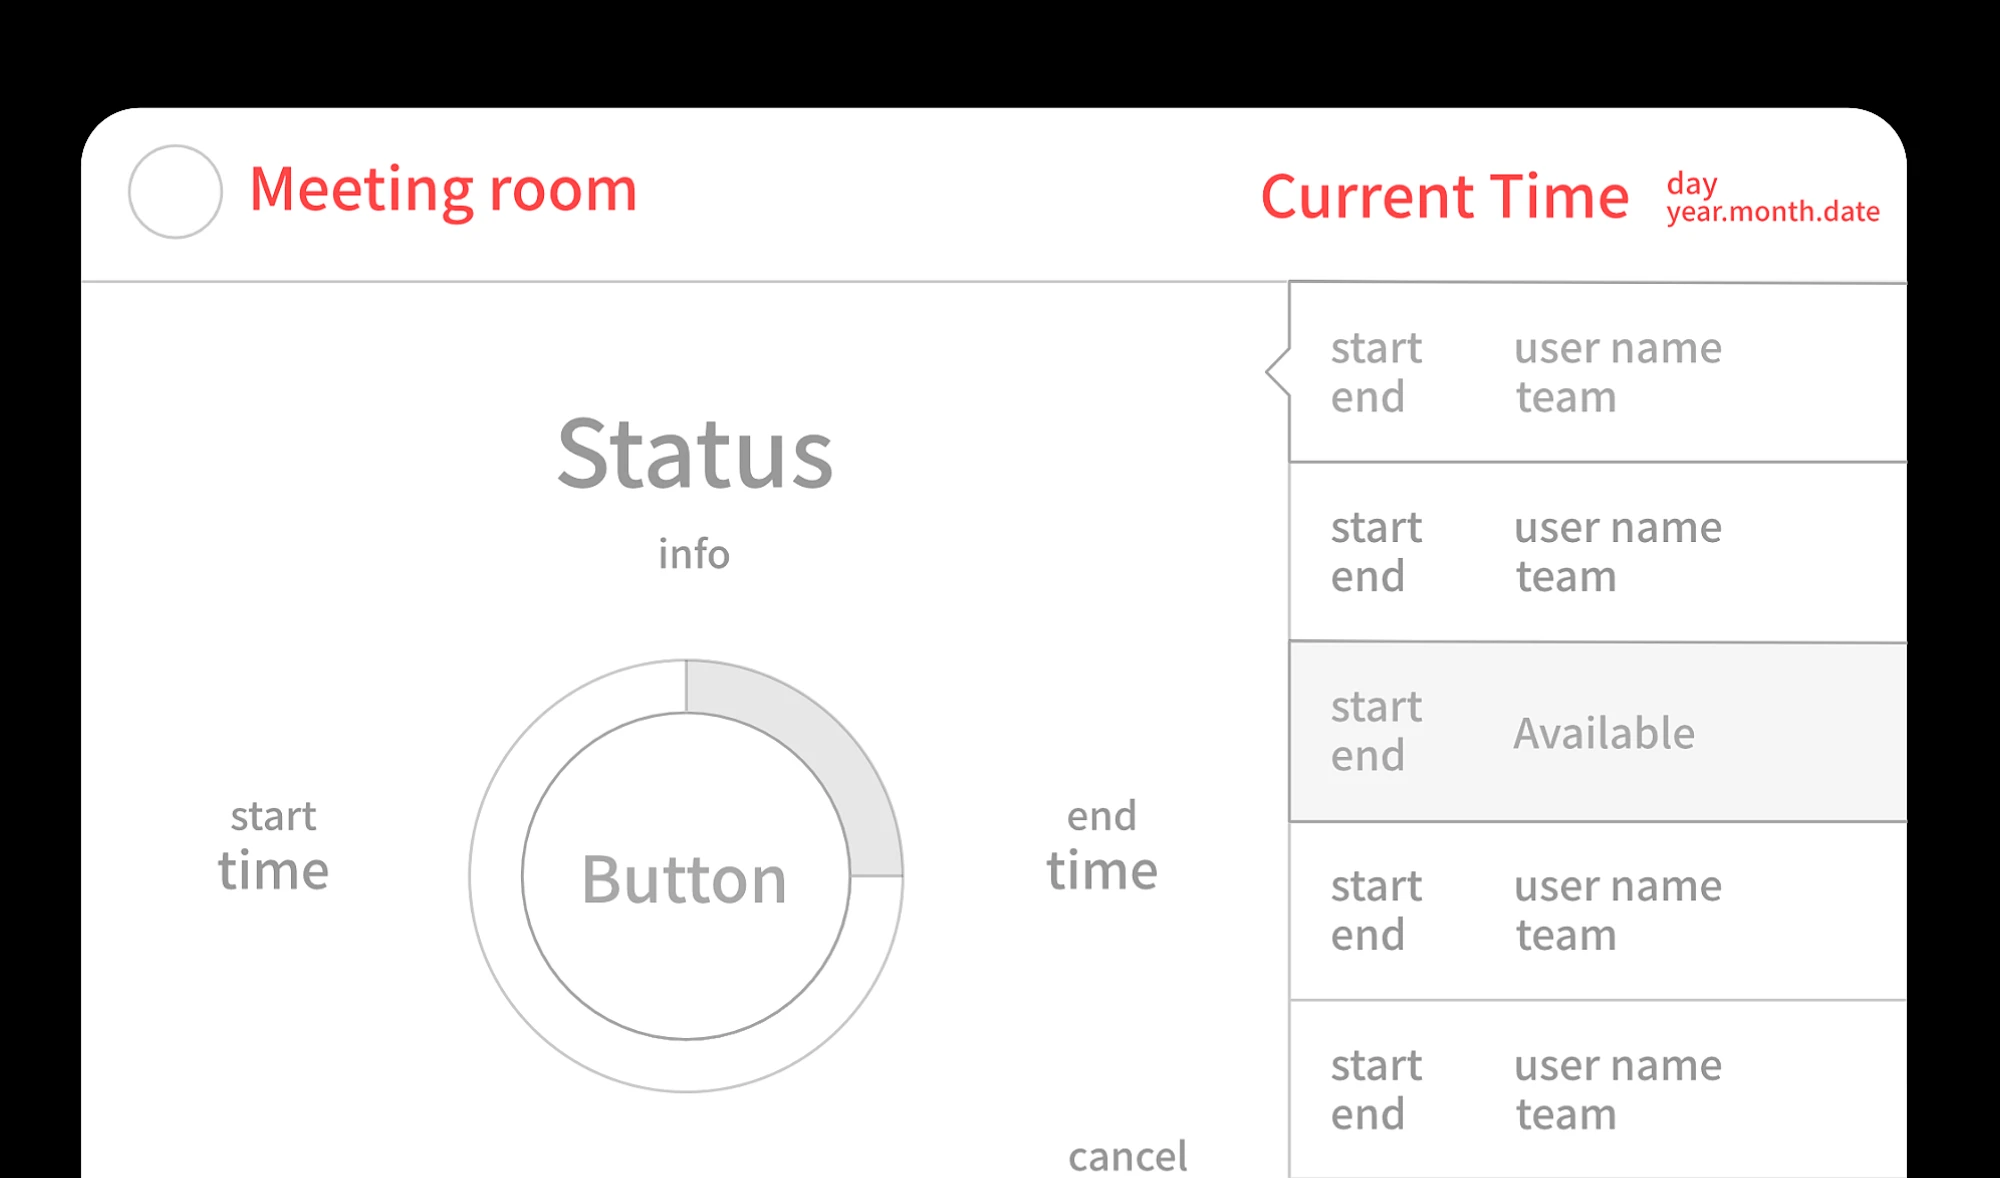 Meeting room
Current Time
day
year.month.date
Status
info
start
time
Button
end
time
cancel
start
end
user name
team
start
end
user name
team
start
end
Available
start
end
user name
team
start
end
user name
team